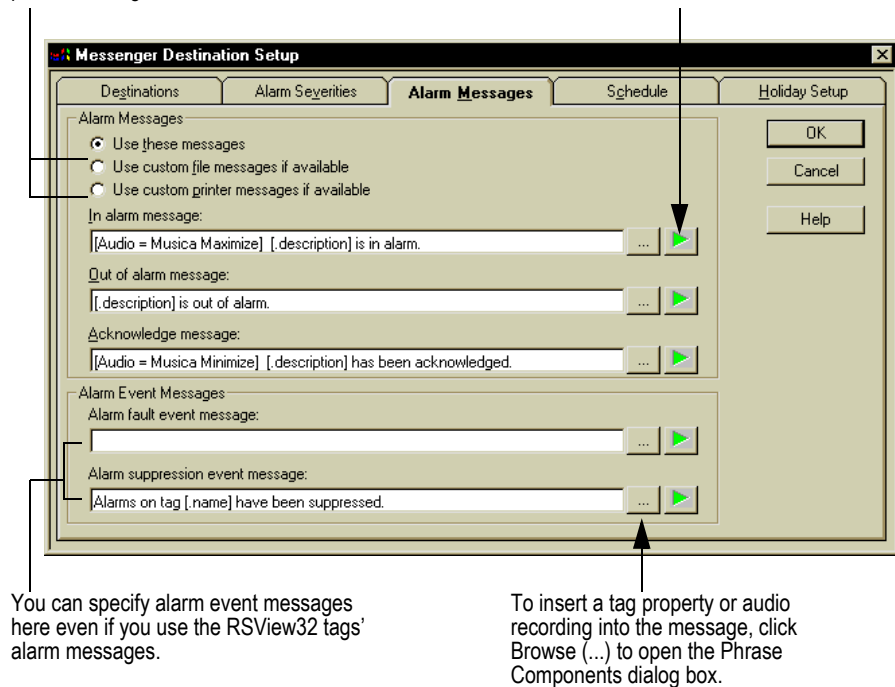 Messenger Destination Setup
Destinations
Alarm Severities
Alarm Messages
Schedule
Holiday Setup
Alarm Messages
Use these messages
Use custom file messages if available
Use custom printer messages if available
In alarm message:
[Audio = Musica Maximize] [.description] is in alarm.
...
Out of alarm message:
[.description] is out of alarm.
...
Acknowledge message:
[Audio = Musica Minimize] [.description] has been acknowledged.
...
OK
Cancel
Help
Alarm Event Messages
Alarm fault event message:
...
Alarm suppression event message:
Alarms on tag [.name] have been suppressed.
...
You can specify alarm event messages
here even if you use the RSView32 tags’
alarm messages.
To insert a tag property or audio
recording into the message, click
Browse (...) to open the Phrase
Components dialog box.